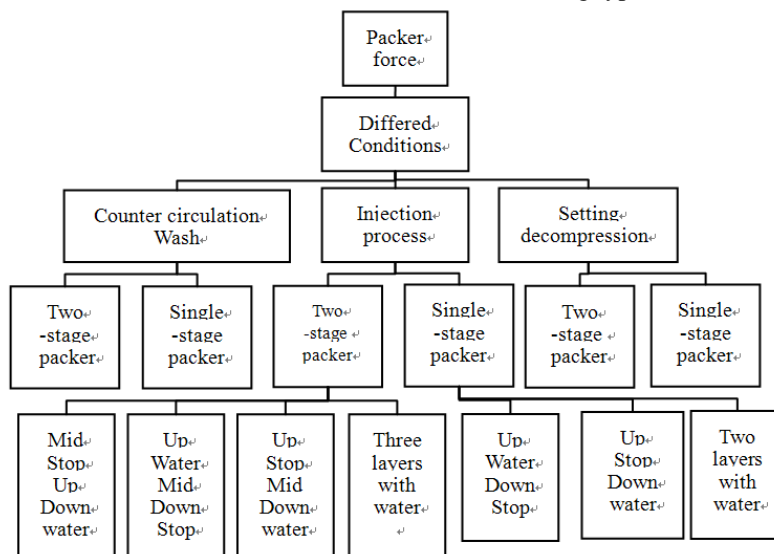 Packer
force
Differed
Conditions
Counter circulation
Wash
Injection
process
Setting
decompression
Two
-stage
packer
Single
-stage
packer
Two
-stage
packer
Single
-stage
packer
Two
-stage
packer
Single
-stage
packer
Mid
Stop
Up
Down
water
Up
Water
Mid
Down
Stop
Up
Stop
Mid
Down
water
Three
layers
with
water
Up
Water
Down
Stop
Up
Stop
Down
water
Two
layers
with
water